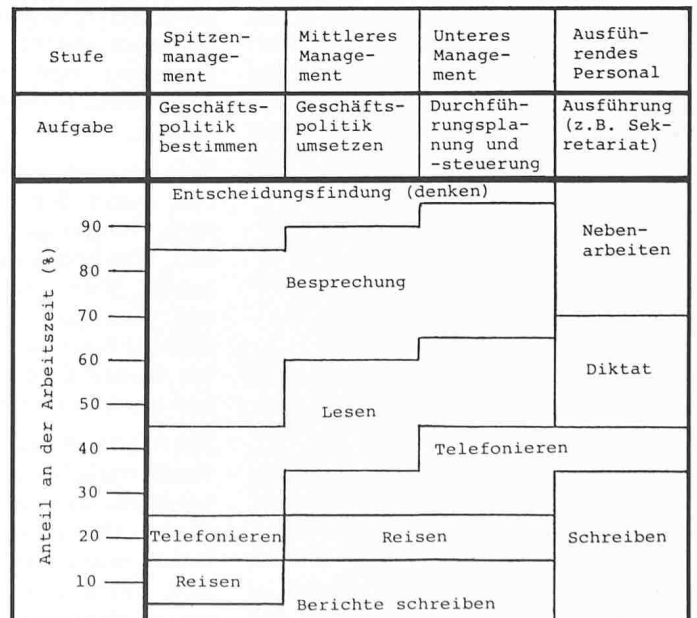 Stufe
Spitzen-
manage-
ment
Mittleres
Manage-
ment
Unteres
Manage-
ment
Ausfüh-
rendes
Personal
Aufgabe
Geschäfts-
politik
bestimmen
Geschäfts-
politik
umsetzen
Durchfüh-
rungspla-
nung und
-steuerung
Ausführung
(z.B. Sek-
retariat)
Anteil an der Arbeitszeit (%)
90
80
70
60
50
40
30
20
10
Entscheidungsfindung (denken)
Neben-
arbeiten
Besprechung
Diktat
Lesen
Telefonieren
Telefonieren
Reisen
Schreiben
Reisen
Berichte schreiben